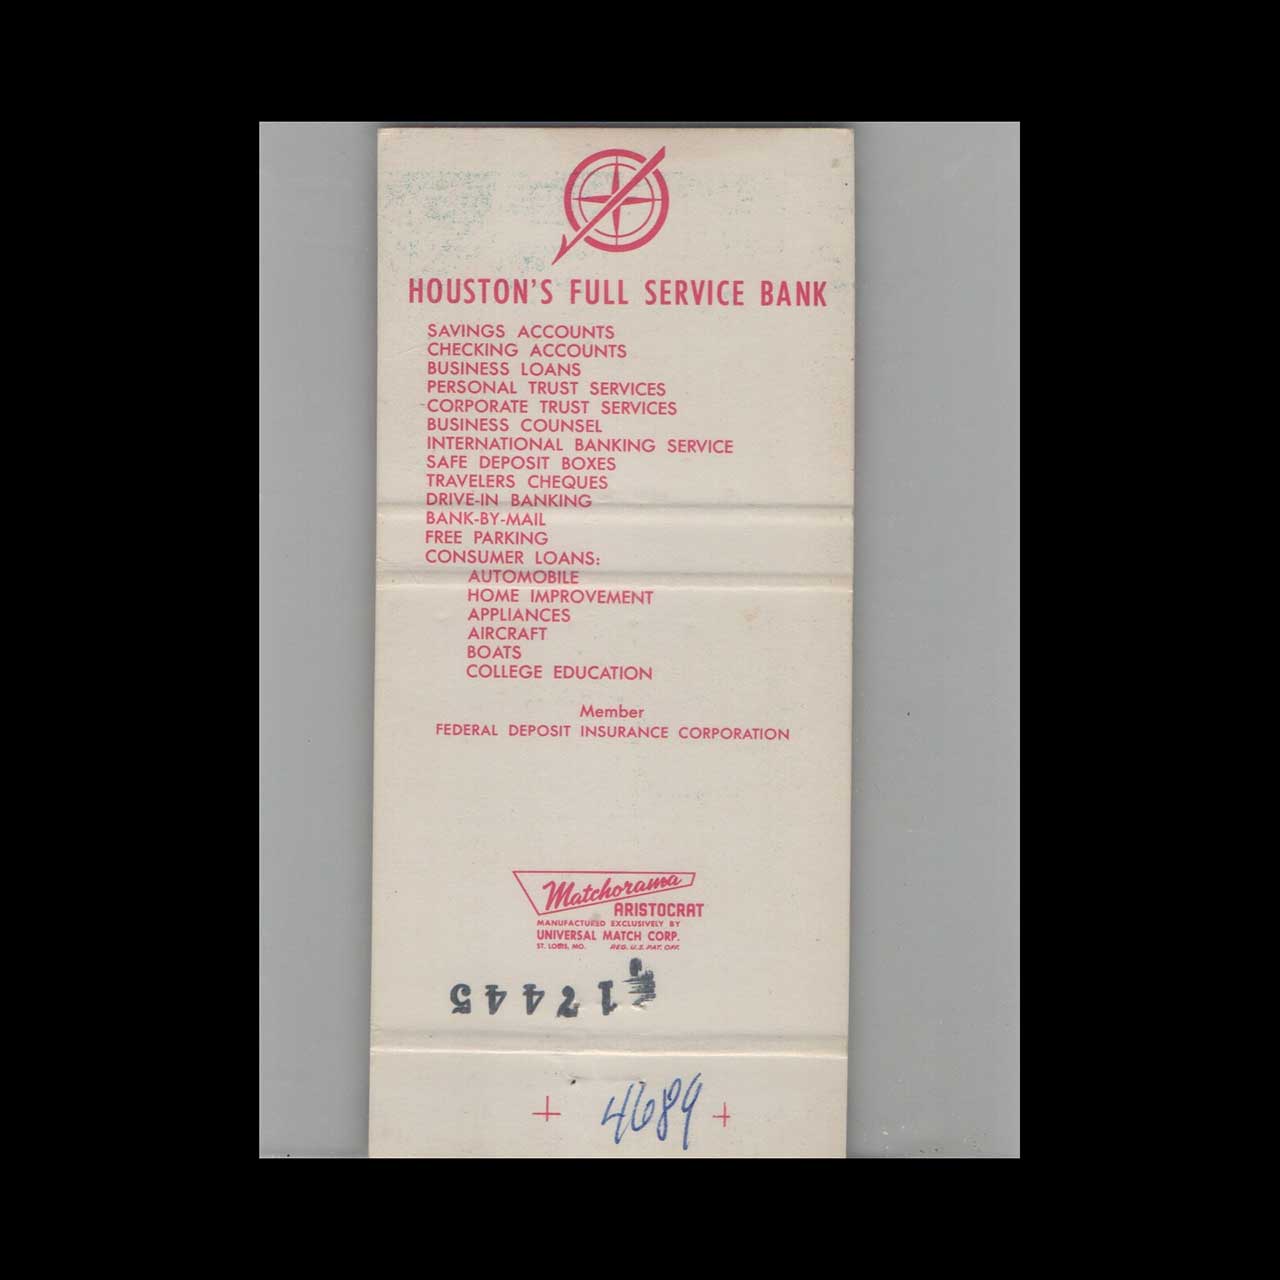 HOUSTON'S FULL SERVICE BANK
SAVINGS ACCOUNTS
CHECKING ACCOUNTS
BUSINESS LOANS
PERSONAL TRUST SERVICES
CORPORATE TRUST SERVICES
BUSINESS COUNSEL
INTERNATIONAL BANKING SERVICE
SAFE DEPOSIT BOXES
TRAVELERS CHEQUES
DRIVE-IN BANKING
BANK-BY-MAIL
FREE PARKING
CONSUMER LOANS:
AUTOMOBILE
HOME IMPROVEMENT
APPLIANCES
AIRCRAFT
BOATS
COLLEGE EDUCATION
Member
FEDERAL DEPOSIT INSURANCE CORPORATION
Matchorama
ARISTOCRAT
MANUFACTURED EXCLUSIVELY BY
UNIVERSAL MATCH CORP.
ST. LOUIS, MO. REG. U.S. PAT. OFF.
17445
4689